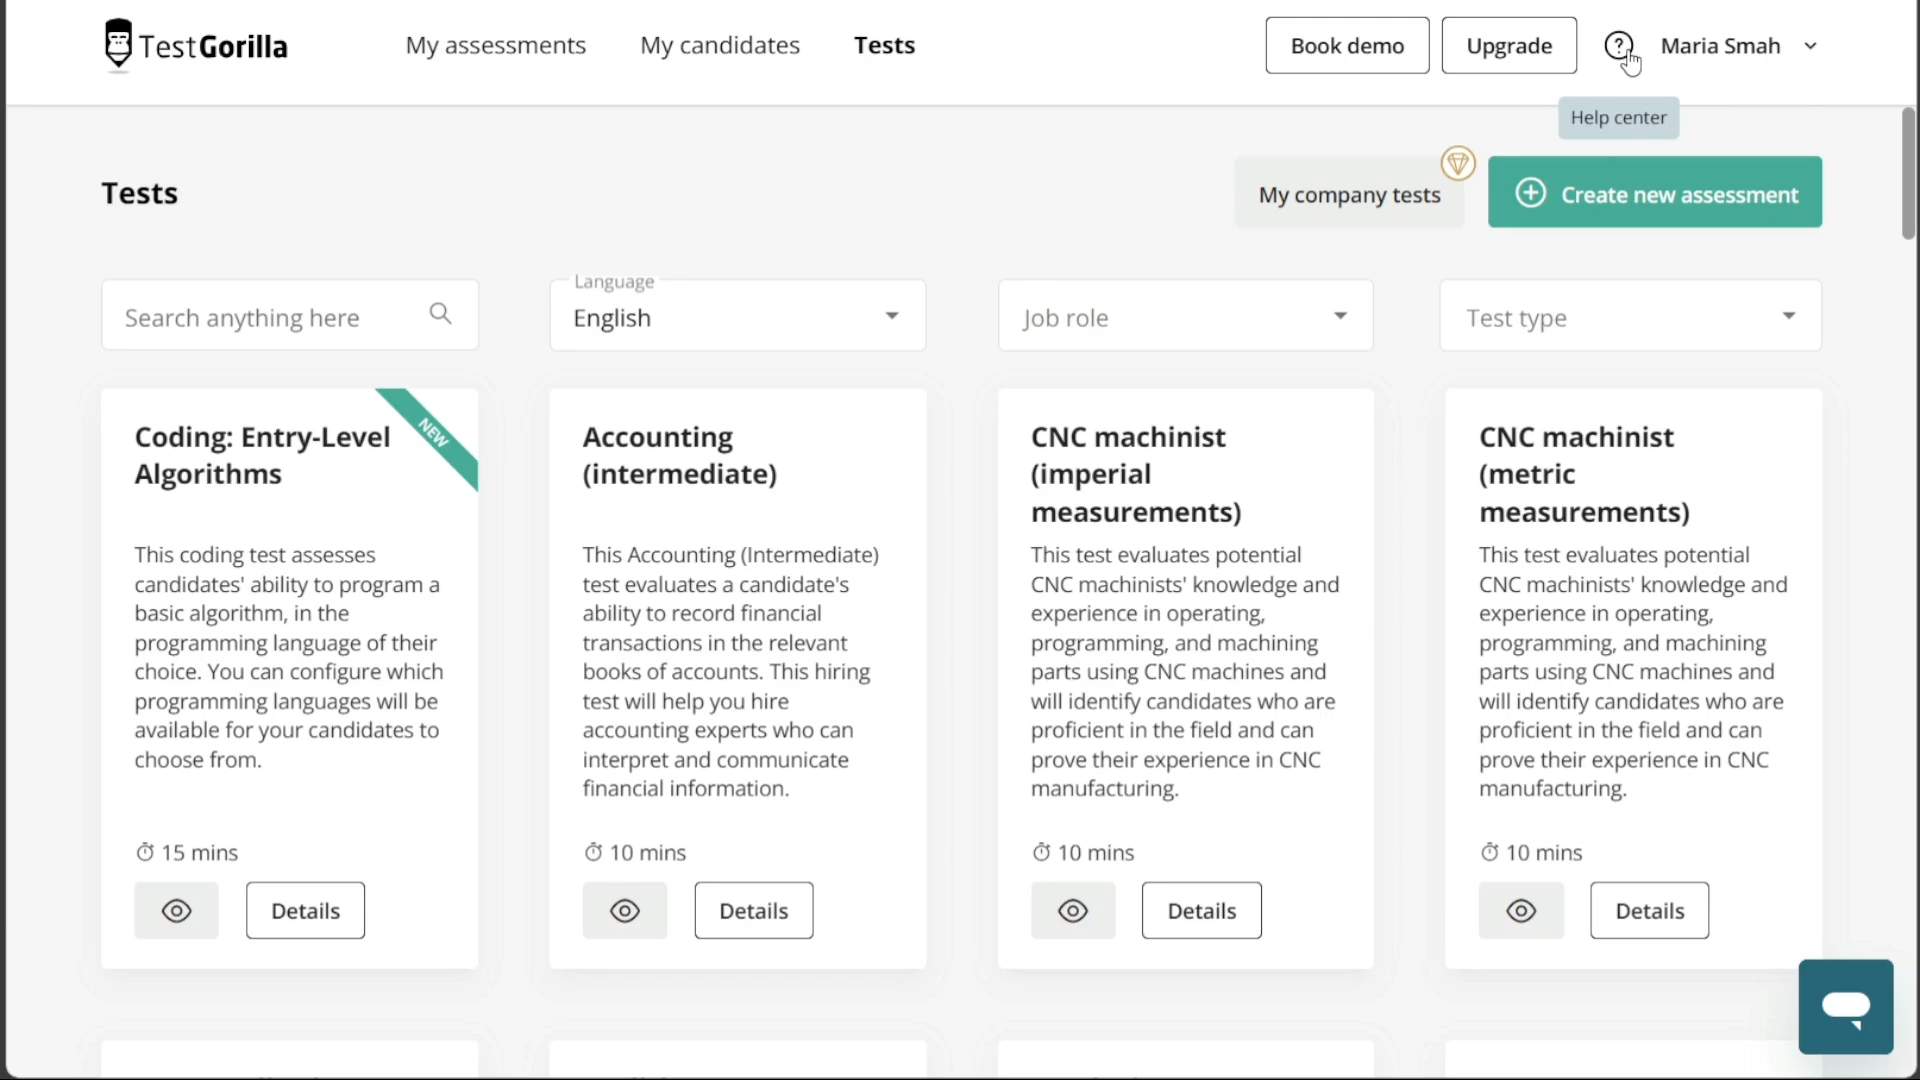 TestGorilla
My assessments
My candidates
Tests
Book demo
Upgrade
Maria Smah
Help center
Tests
My company tests
Create new assessment
Search anything here
Language
English
Job role
Test type
NEW
Coding: Entry-Level
Algorithms
This coding test assesses
candidates' ability to program a
basic algorithm, in the
programming language of their
choice. You can configure which
programming languages will be
available for your candidates to
choose from.
15 mins
Details
Accounting
(intermediate)
This Accounting (Intermediate)
test evaluates a candidate's
ability to record financial
transactions in the relevant
books of accounts. This hiring
test will help you hire
accounting experts who can
interpret and communicate
financial information.
10 mins
Details
CNC machinist
(imperial
measurements)
This test evaluates potential
CNC machinists' knowledge and
experience in operating,
programming, and machining
parts using CNC machines and
will identify candidates who are
proficient in the field and can
prove their experience in CNC
manufacturing.
10 mins
Details
CNC machinist
(metric
measurements)
This test evaluates potential
CNC machinists' knowledge and
experience in operating,
programming, and machining
parts using CNC machines and
will identify candidates who are
proficient in the field and can
prove their experience in CNC
manufacturing.
10 mins
Details